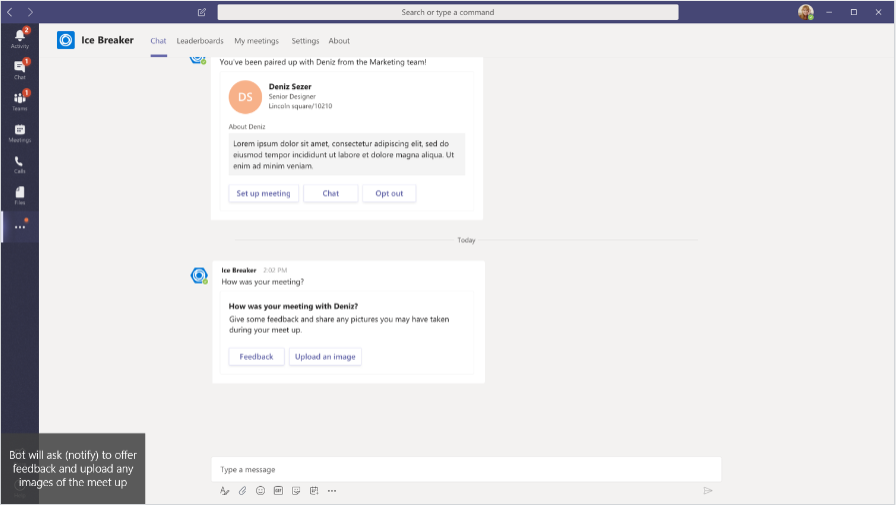 Search or type a command
Activity
2
Chat
1
Teams
1
Meetings
Calls
Files
Ice Breaker
Chat
Leaderboards
My meetings
Settings
About
You've been paired up with Deniz from the Marketing team!
DS
Deniz Sezer
Senior Designer
Lincoln square/10210
About Deniz
Lorem ipsum dolor sit amet, consectetur adipiscing elit, sed do
eiusmod tempor incididunt ut labore et dolore magna aliqua. Ut
enim ad minim veniam.
Set up meeting
Chat
Opt out
Today
Ice Breaker 2:02 PM
How was your meeting?
How was your meeting with Deniz?
Give some feedback and share any pictures you may have taken
during your meet up.
Feedback
Upload an image
Type a message
GIF
Bot will ask (notify) to offer
feedback and upload any
images of the meet up